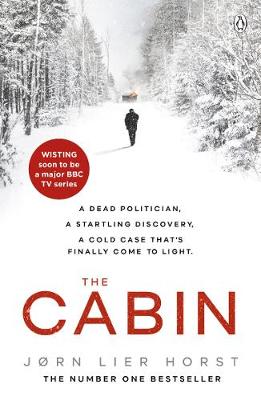 WISTING
soon to be
a major BBC
TV series
A DEAD POLITICIAN,
A STARTLING DISCOVERY,
A COLD CASE THAT'S
FINALLY COME TO LIGHT.
THE
CABIN
JØRN LIER HORST
THE NUMBER ONE BESTSELLER